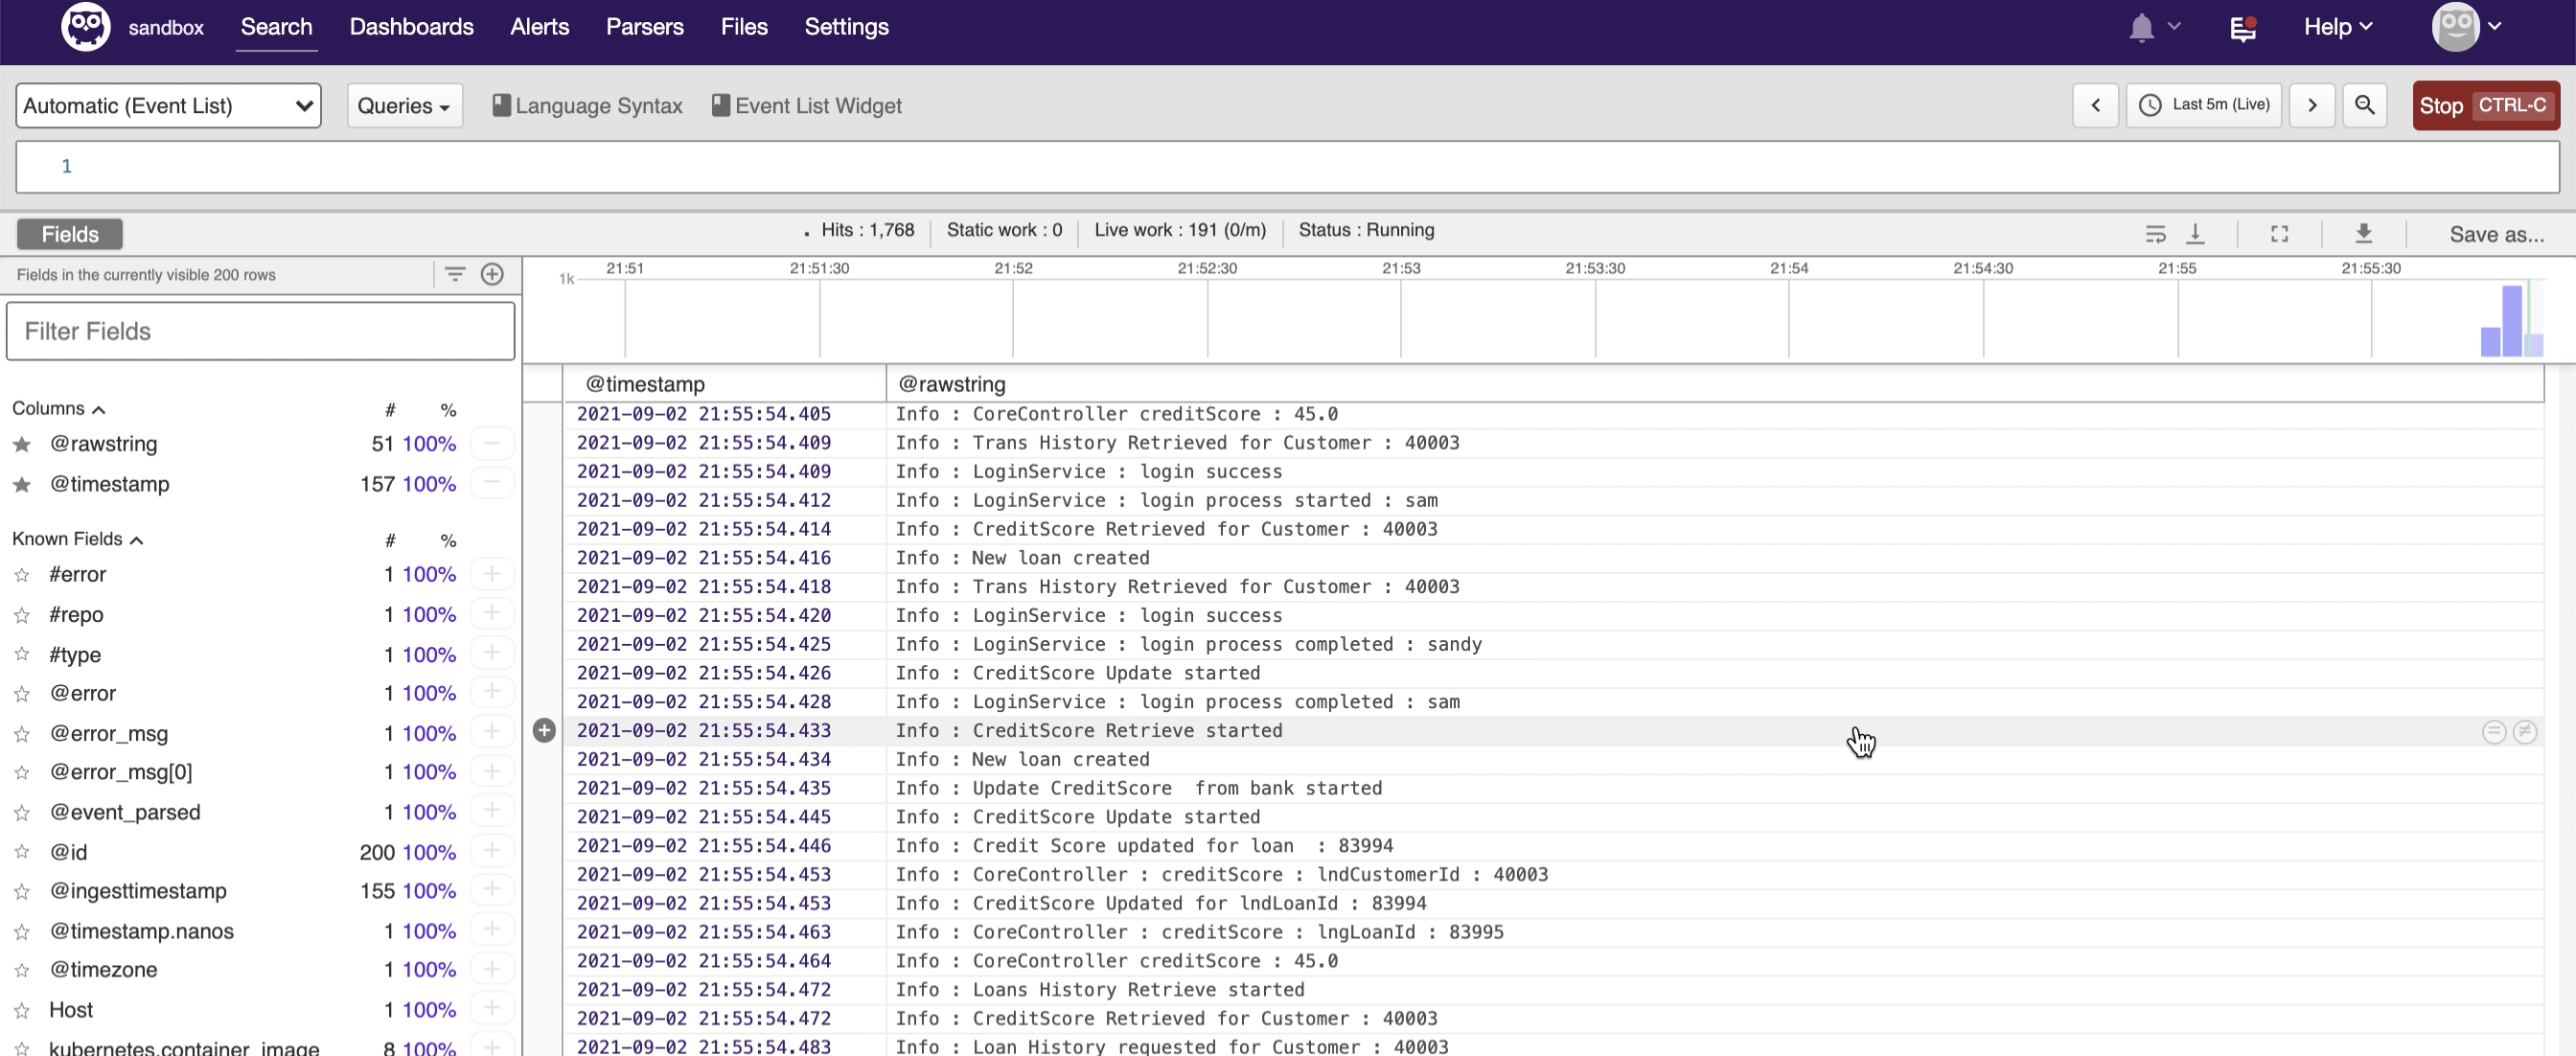 sandbox Search Dashboards Alerts Parsers Files Settings Help
Automatic (Event List) Queries Language Syntax Event List Widget Last 5m (Live) Stop CTRL-C
1
Fields Hits : 1,768 Static work : 0 Live work : 191 (0/m) Status : Running Save as...
Fields in the currently visible 200 rows
21:51 21:51:30 21:52 21:52:30 21:53 21:53:30 21:54 21:54:30 21:55 21:55:30
1k
Filter Fields
Columns # %
@rawstring 51 100%
@timestamp 157 100%
Known Fields # %
#error 1 100%
#repo 1 100%
#type 1 100%
@error 1 100%
@error_msg 1 100%
@error_msg[0] 1 100%
@event_parsed 1 100%
@id 200 100%
@ingesttimestamp 155 100%
@timestamp.nanos 1 100%
@timezone 1 100%
Host 1 100%
kubernetes.container_image 8 100%
@timestamp @rawstring
2021-09-02 21:55:54.405 Info : CoreController creditScore : 45.0
2021-09-02 21:55:54.409 Info : Trans History Retrieved for Customer : 40003
2021-09-02 21:55:54.409 Info : LoginService : login success
2021-09-02 21:55:54.412 Info : LoginService : login process started : sam
2021-09-02 21:55:54.414 Info : CreditScore Retrieved for Customer : 40003
2021-09-02 21:55:54.416 Info : New loan created
2021-09-02 21:55:54.418 Info : Trans History Retrieved for Customer : 40003
2021-09-02 21:55:54.420 Info : LoginService : login success
2021-09-02 21:55:54.425 Info : LoginService : login process completed : sandy
2021-09-02 21:55:54.426 Info : CreditScore Update started
2021-09-02 21:55:54.428 Info : LoginService : login process completed : sam
2021-09-02 21:55:54.433 Info : CreditScore Retrieve started
2021-09-02 21:55:54.434 Info : New loan created
2021-09-02 21:55:54.435 Info : Update CreditScore  from bank started
2021-09-02 21:55:54.445 Info : CreditScore Update started
2021-09-02 21:55:54.446 Info : Credit Score updated for loan  : 83994
2021-09-02 21:55:54.453 Info : CoreController : creditScore : lndCustomerId : 40003
2021-09-02 21:55:54.453 Info : CreditScore Updated for lndLoanId : 83994
2021-09-02 21:55:54.463 Info : CoreController : creditScore : lngLoanId : 83995
2021-09-02 21:55:54.464 Info : CoreController creditScore : 45.0
2021-09-02 21:55:54.472 Info : Loans History Retrieve started
2021-09-02 21:55:54.472 Info : CreditScore Retrieved for Customer : 40003
2021-09-02 21:55:54.483 Info : Loan History requested for Customer : 40003